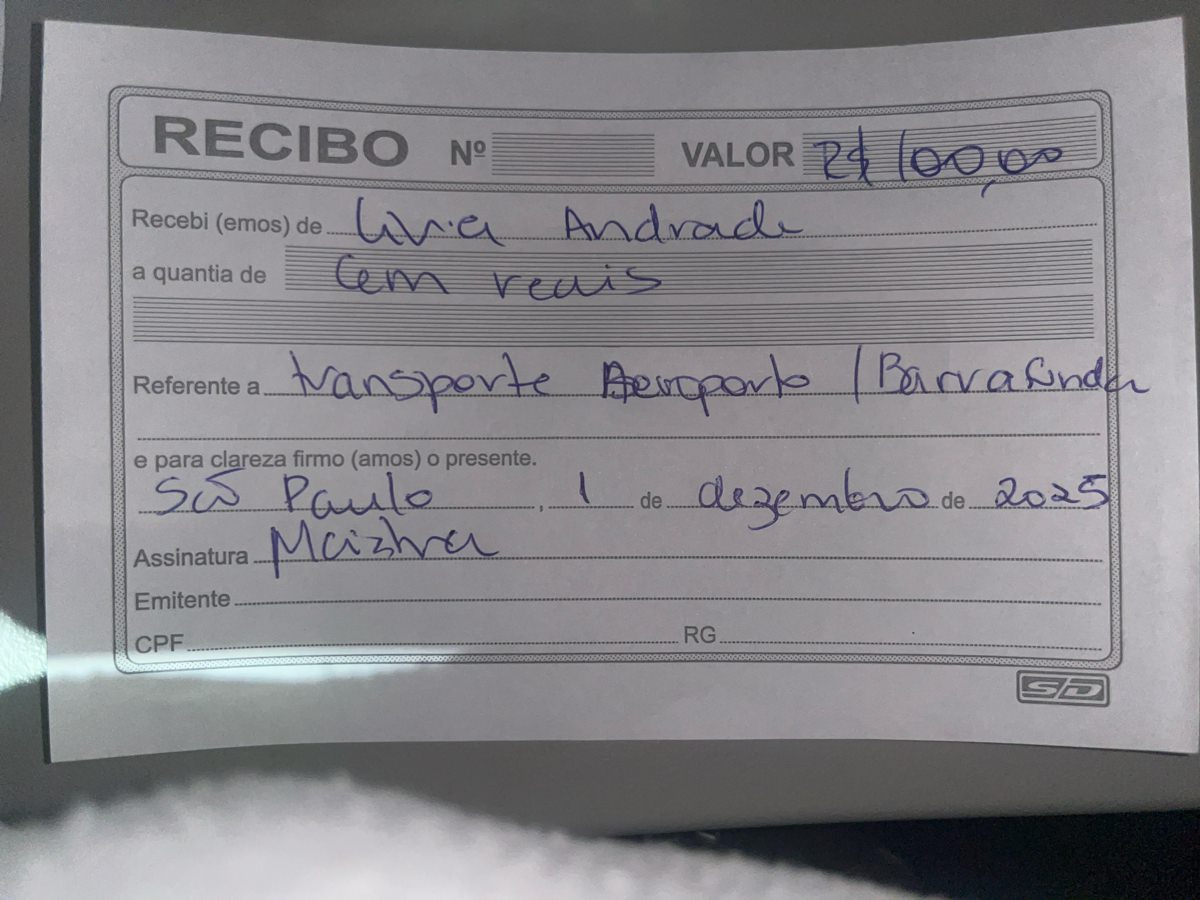 RECIBO Nº VALOR R$ 100,00
Recebi (emos) de Livia Andrade
a quantia de Cem reais
Referente a transporte Aeroporto / Barrafunda
e para clareza firmo (amos) o presente.
São Paulo, 1 de dezembro de 2025
Assinatura
Emitente
CPF RG
SD